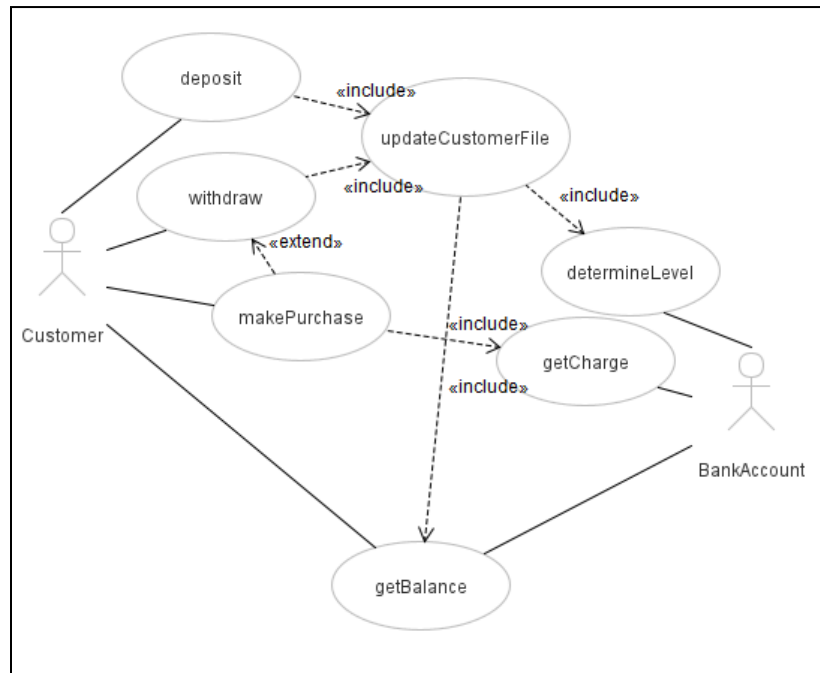 deposit
«include»
updateCustomerFile
withdraw
«include»
«include»
«extend»
determineLevel
makePurchase
«include»
Customer
getCharge
«include»
BankAccount
getBalance